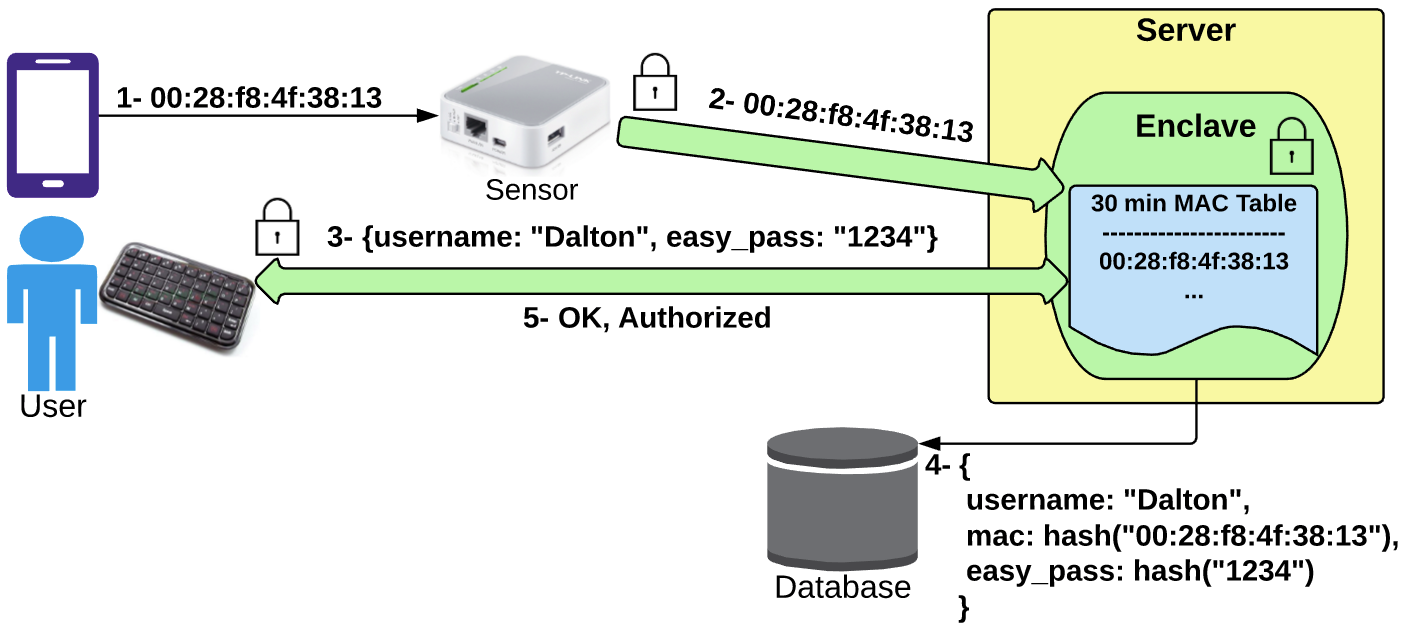 Server
1- 00:28:f8:4f:38:13
2- 00:28:f8:4f:38:13
TP-LINK
Enclave
Sensor
30 min MAC Table
-----------------------
00:28:f8:4f:38:13
...
3- {username: "Dalton", easy_pass: "1234"}
5- OK, Authorized
User
4- {
username: "Dalton",
mac: hash("00:28:f8:4f:38:13"),
easy_pass: hash("1234")
}
Database